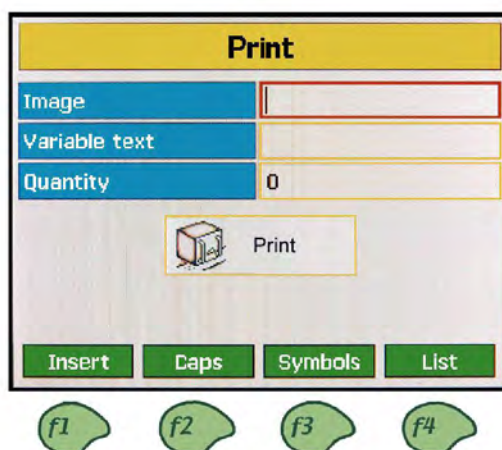 Print
Image
Variable text
Quantity 0
Print
Insert Caps Symbols List
f1 f2 f3 f4